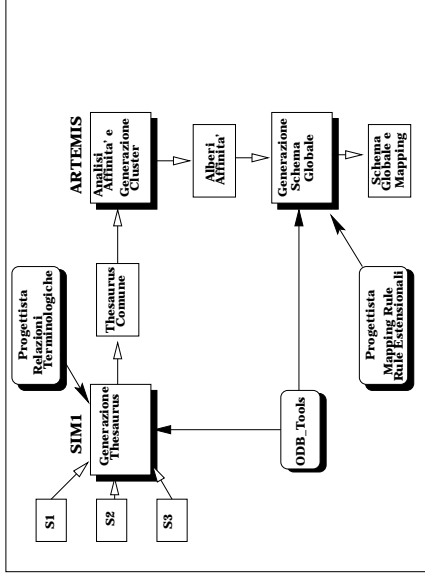 S1
S2
S3
SIM1
Generazione
Thesaurus
Progettista
Relazioni
Terminologiche
Thesaurus
Comune
ARTEMIS
Analisi
Affinita' e
Generazione
Cluster
Alberi
Affinita'
Generazione
Schema
Globale
Schema
Globale e
Mapping
ODB_Tools
Progettista
Mapping Rule
Rule Estensionali